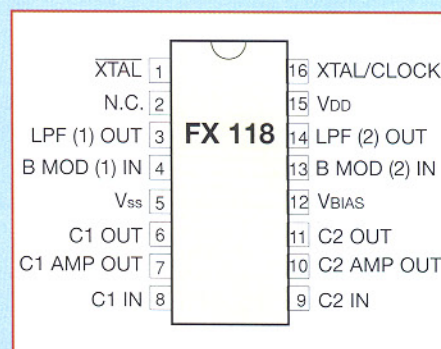 XTAL 1 16 XTAL/CLOCK
N.C. 2 15 VDD
LPF (1) OUT 3 FX 118 14 LPF (2) OUT
B MOD (1) IN 4 13 B MOD (2) IN
Vss 5 12 VBIAS
C1 OUT 6 11 C2 OUT
C1 AMP OUT 7 10 C2 AMP OUT
C1 IN 8 9 C2 IN